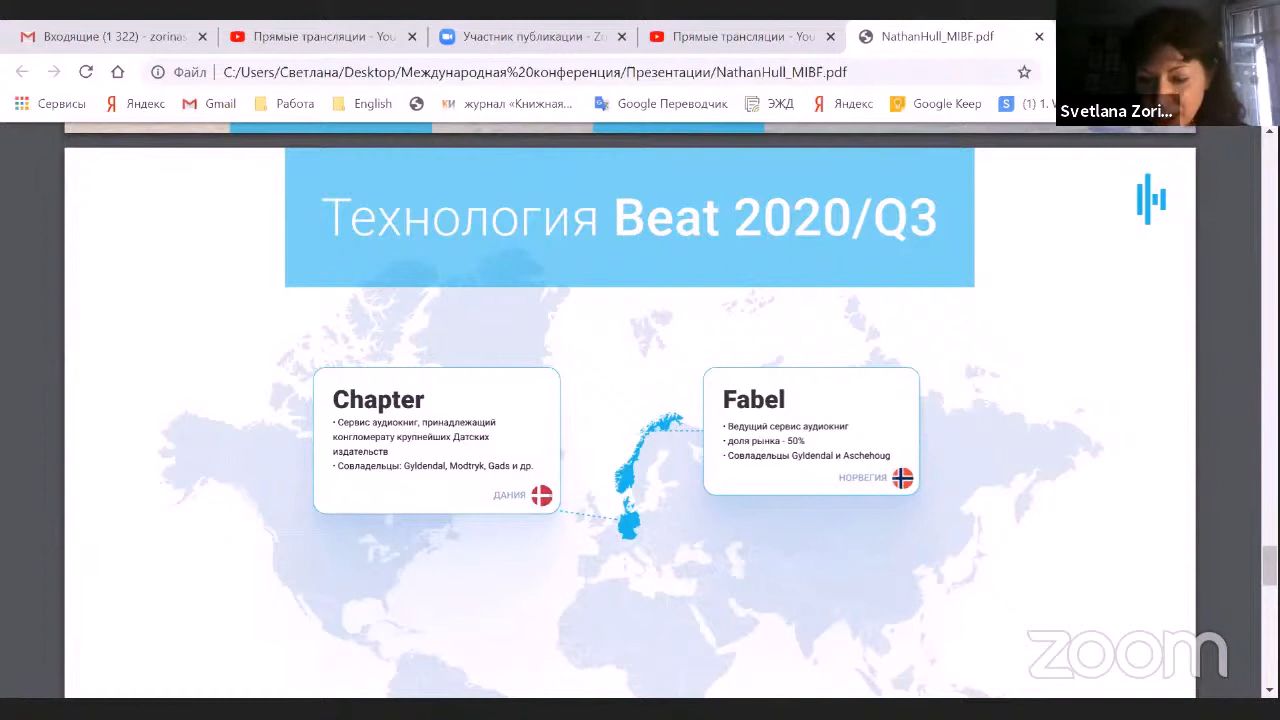 Входящие (1 322) - zorinas
Прямые трансляции - You
Участник публикации - Zo
Прямые трансляции - You
NathanHull_MIBF.pdf
Файл
C:/Users/Светлана/Desktop/Международная%20конференция/Презентации/NathanHull_MIBF.pdf
Сервисы
Яндекс
Gmail
Работа
English
журнал «Книжная...
Google Переводчик
ЭЖД
Яндекс
Google Keep
(1) 1. W
Svetlana Zori...
Технология Beat 2020/Q3
Chapter
• Сервис аудиокниг, принадлежащий
конгломерату крупнейших Датских
издательств
• Совладельцы: Gyldendal, Modtryk, Gads и др.
ДАНИЯ
Fabel
• Ведущий сервис аудиокниг
• доля рынка - 50%
• Совладельцы Gyldendal и Aschehoug
НОРВЕГИЯ
zoom